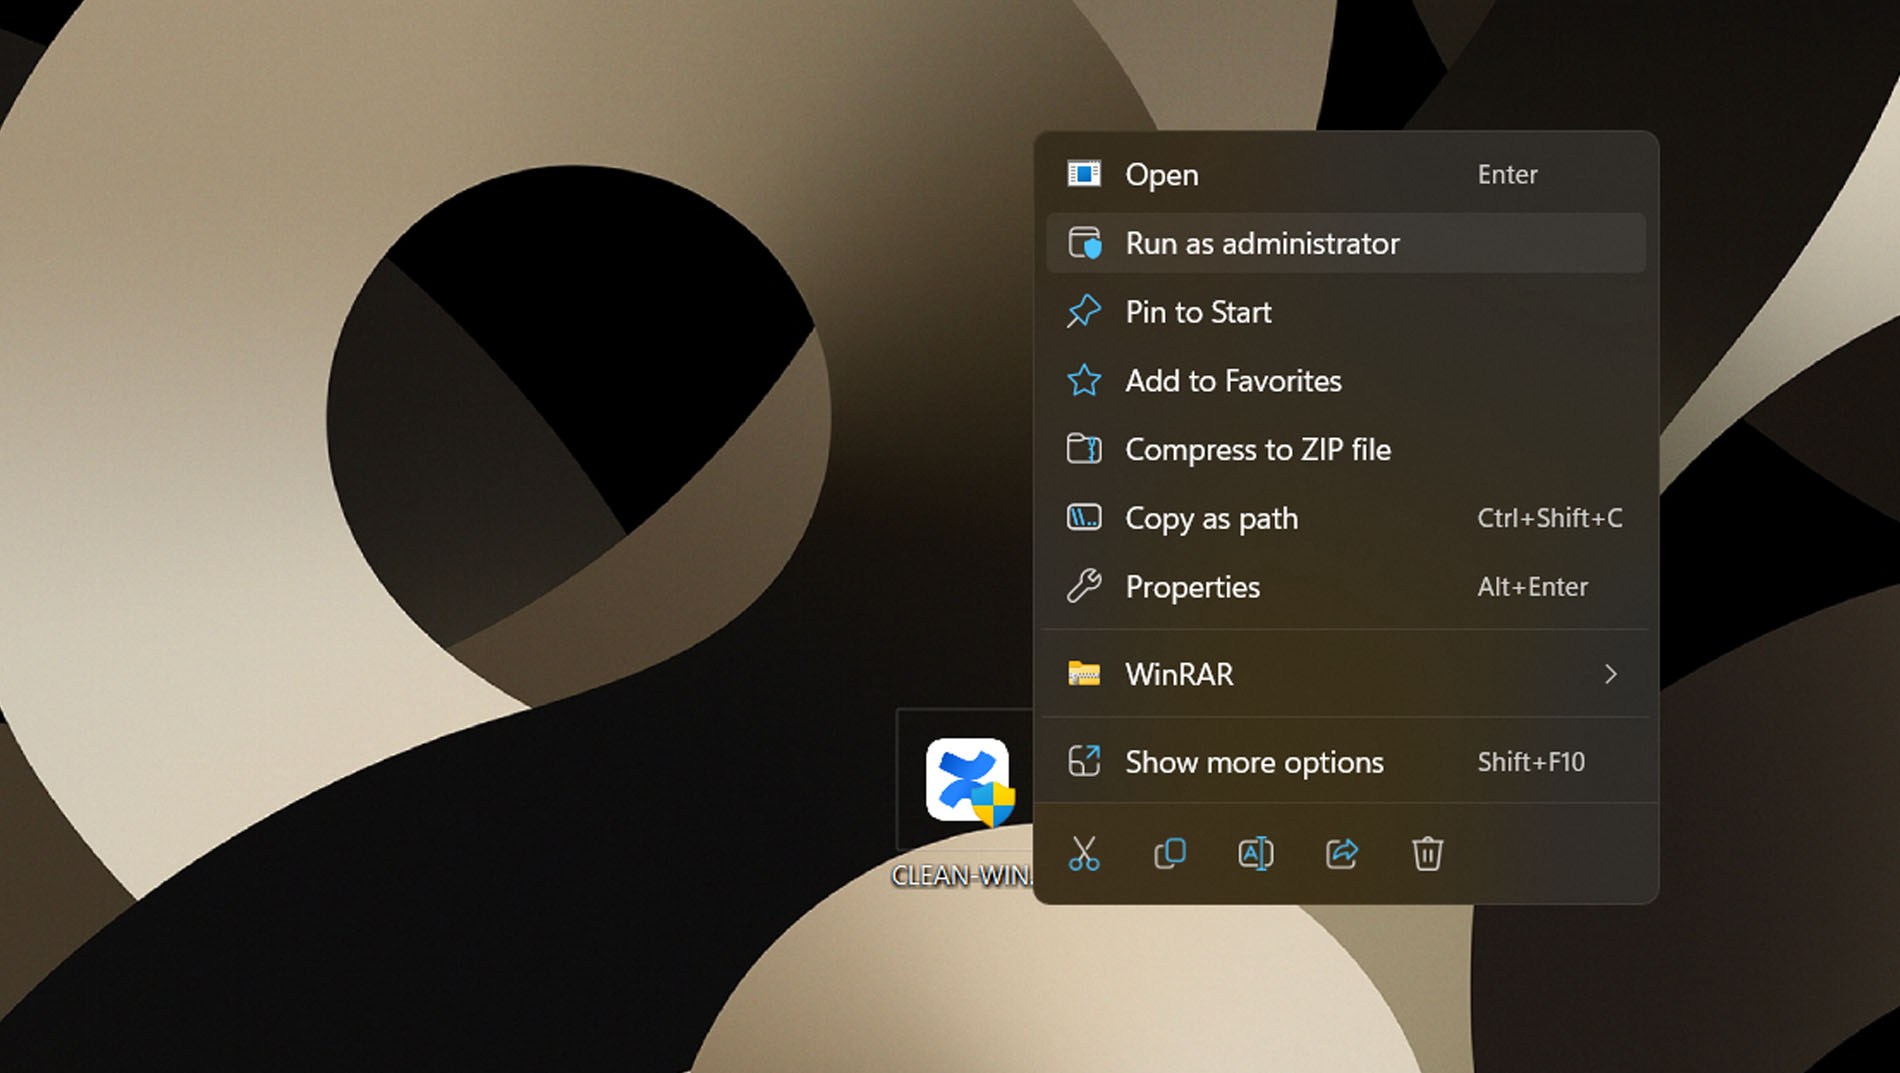 Open Enter
Run as administrator
Pin to Start
Add to Favorites
Compress to ZIP file
Copy as path Ctrl+Shift+C
Properties Alt+Enter
WinRAR
Show more options Shift+F10
CLEAN-WIN.